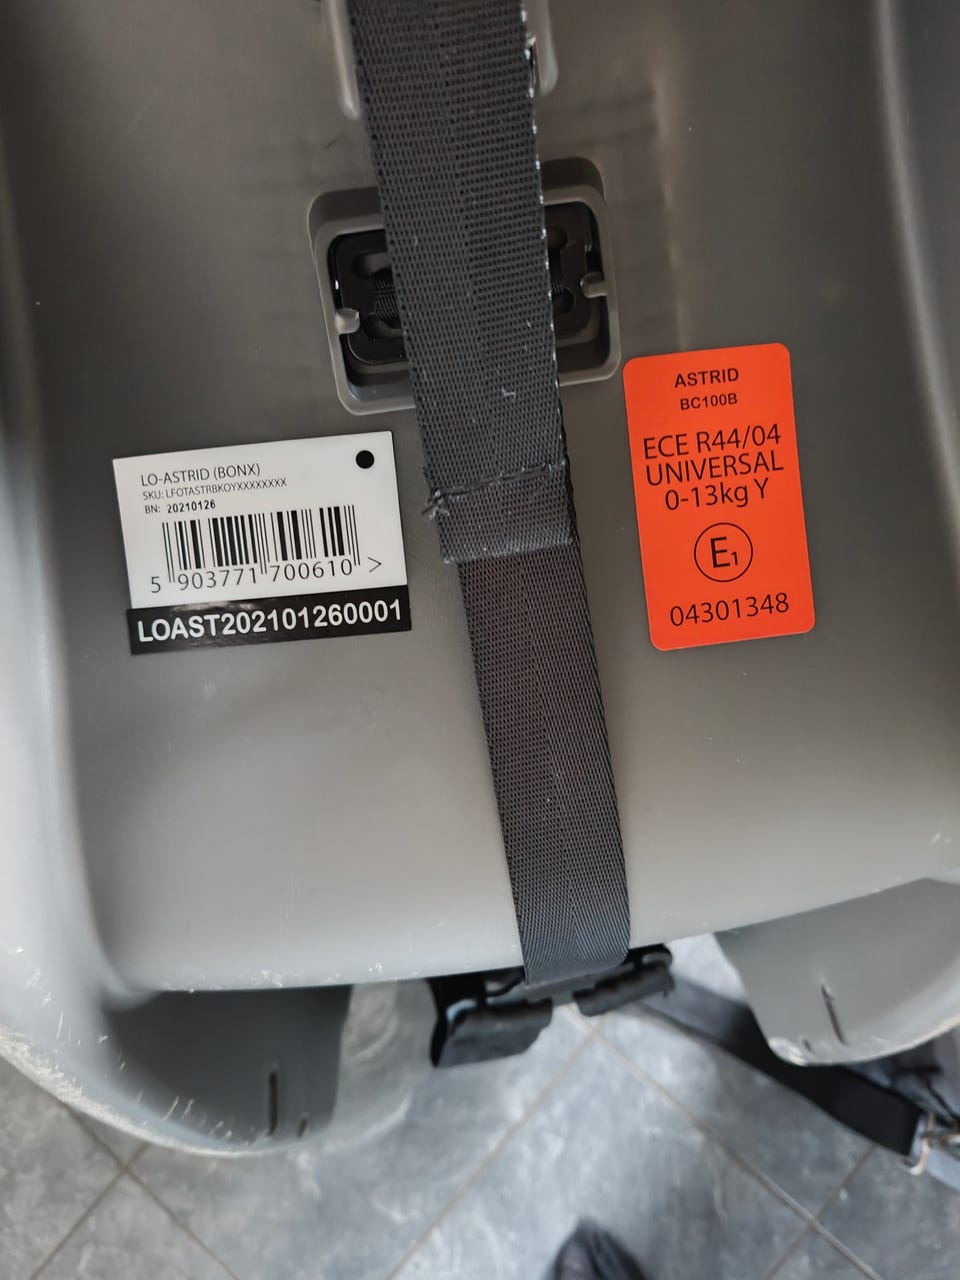 LO-ASTRID (BONX)
SKU: LFOTASTRBKOYXXXXXXXX
BN: 20210126
5 903771 700610 >
LOAST202101260001
ASTRID
BC100B
ECE R44/04
UNIVERSAL
0-13kg Y
E1
04301348